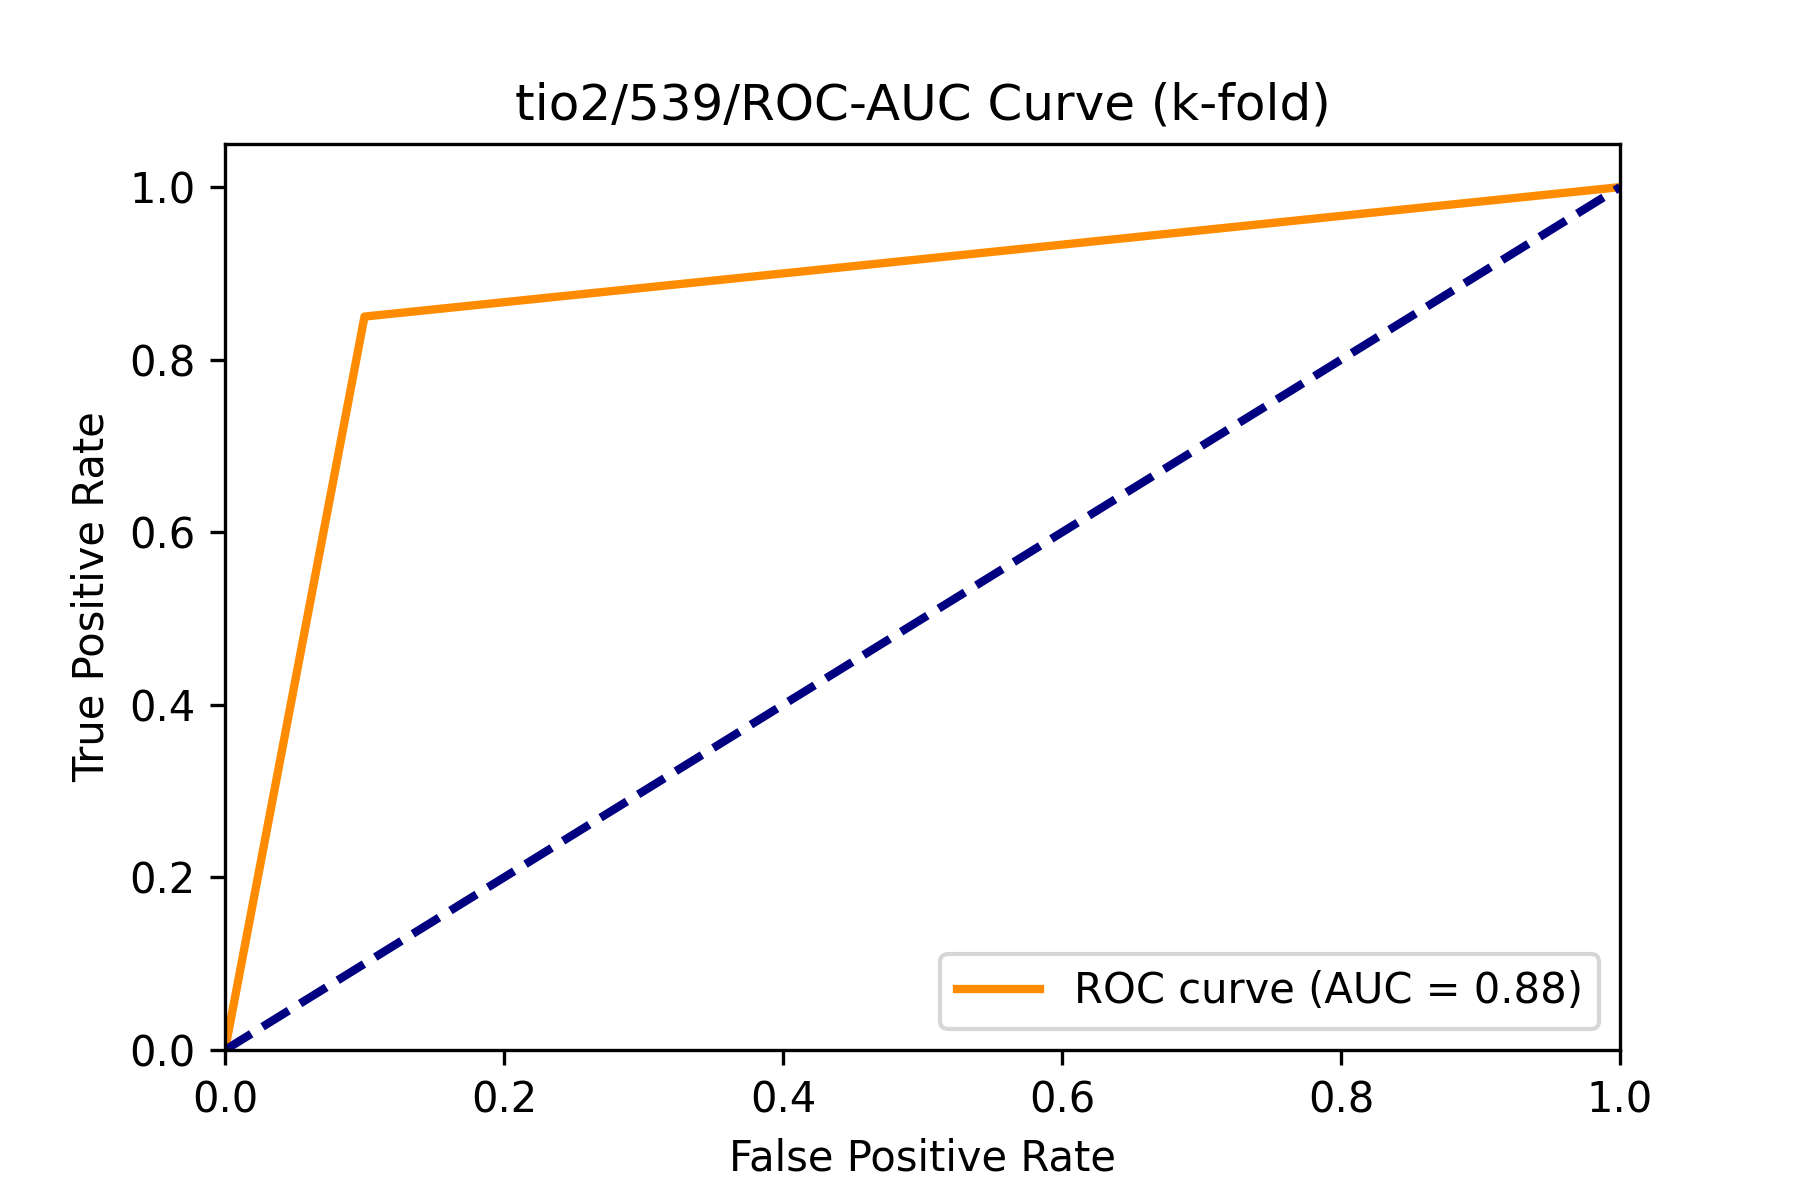 tio2/539/ROC-AUC Curve (k-fold)
True Positive Rate
1.0
0.8
0.6
0.4
0.2
0.0
ROC curve (AUC = 0.88)
0.0 0.2 0.4 0.6 0.8 1.0
False Positive Rate